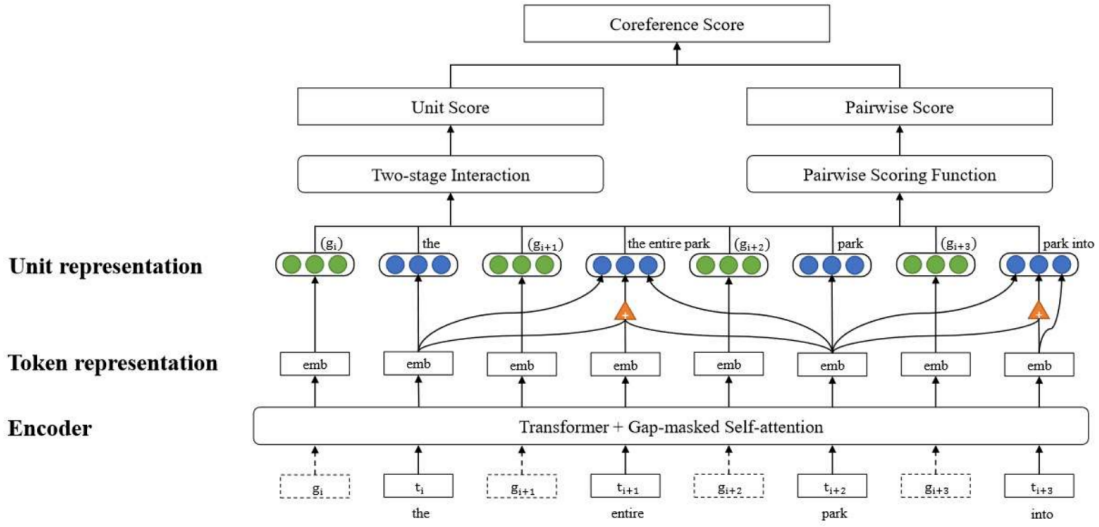 Coreference Score
Unit Score
Pairwise Score
Two-stage Interaction
Pairwise Scoring Function
(gᵢ) the (gᵢ₊₁) the entire park (gᵢ₊₂) park (gᵢ₊₃) park into
Unit representation
+ +
Token representation emb emb emb emb emb emb emb emb
Encoder Transformer + Gap-masked Self-attention
gᵢ tᵢ gᵢ₊₁ tᵢ₊₁ gᵢ₊₂ tᵢ₊₂ gᵢ₊₃ tᵢ₊₃
the entire park into